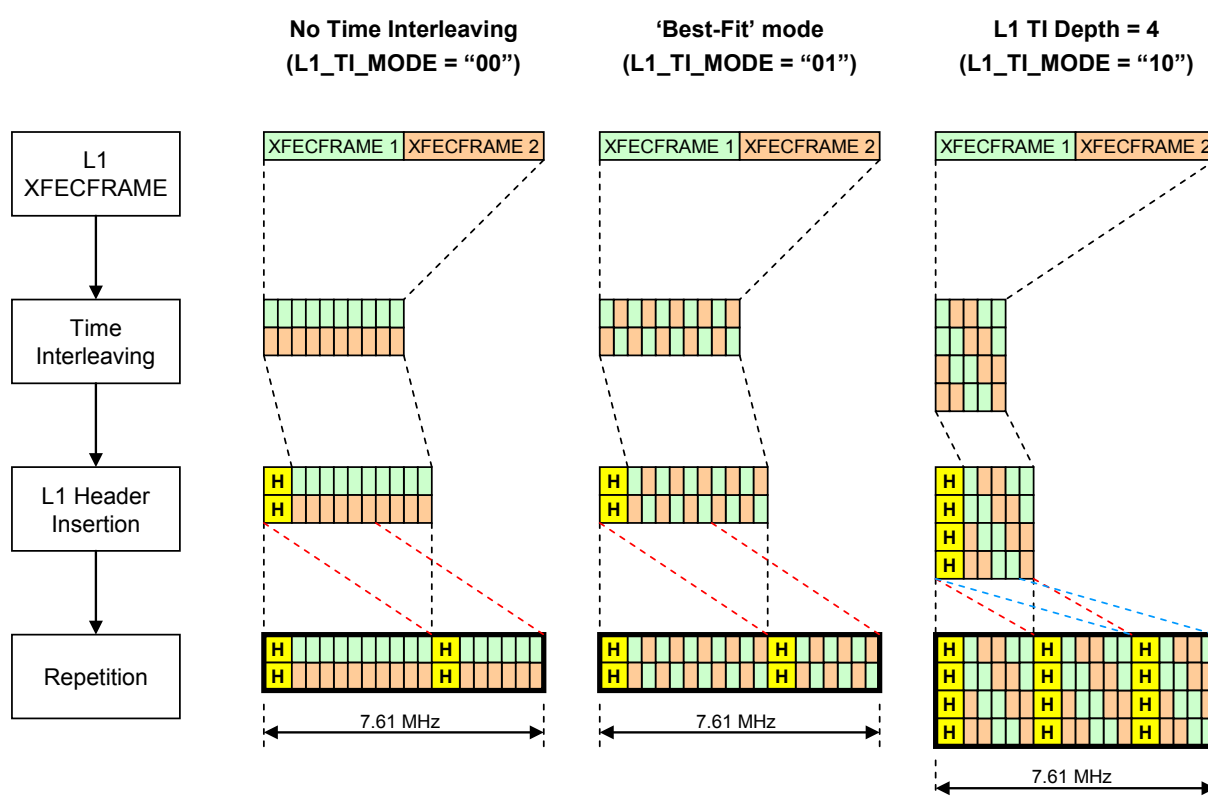 No Time Interleaving
(L1_TI_MODE = “00”)
‘Best-Fit’ mode
(L1_TI_MODE = “01”)
L1 TI Depth = 4
(L1_TI_MODE = “10”)
L1
XFECFRAME
XFECFRAME 1 XFECFRAME 2
XFECFRAME 1 XFECFRAME 2
XFECFRAME 1 XFECFRAME 2
Time
Interleaving
L1 Header
Insertion
H
H
H
H
H
H
H
H
Repetition
H H
H H
H H
H H
H H H
H H H
H H H
H H H
7.61 MHz
7.61 MHz
7.61 MHz